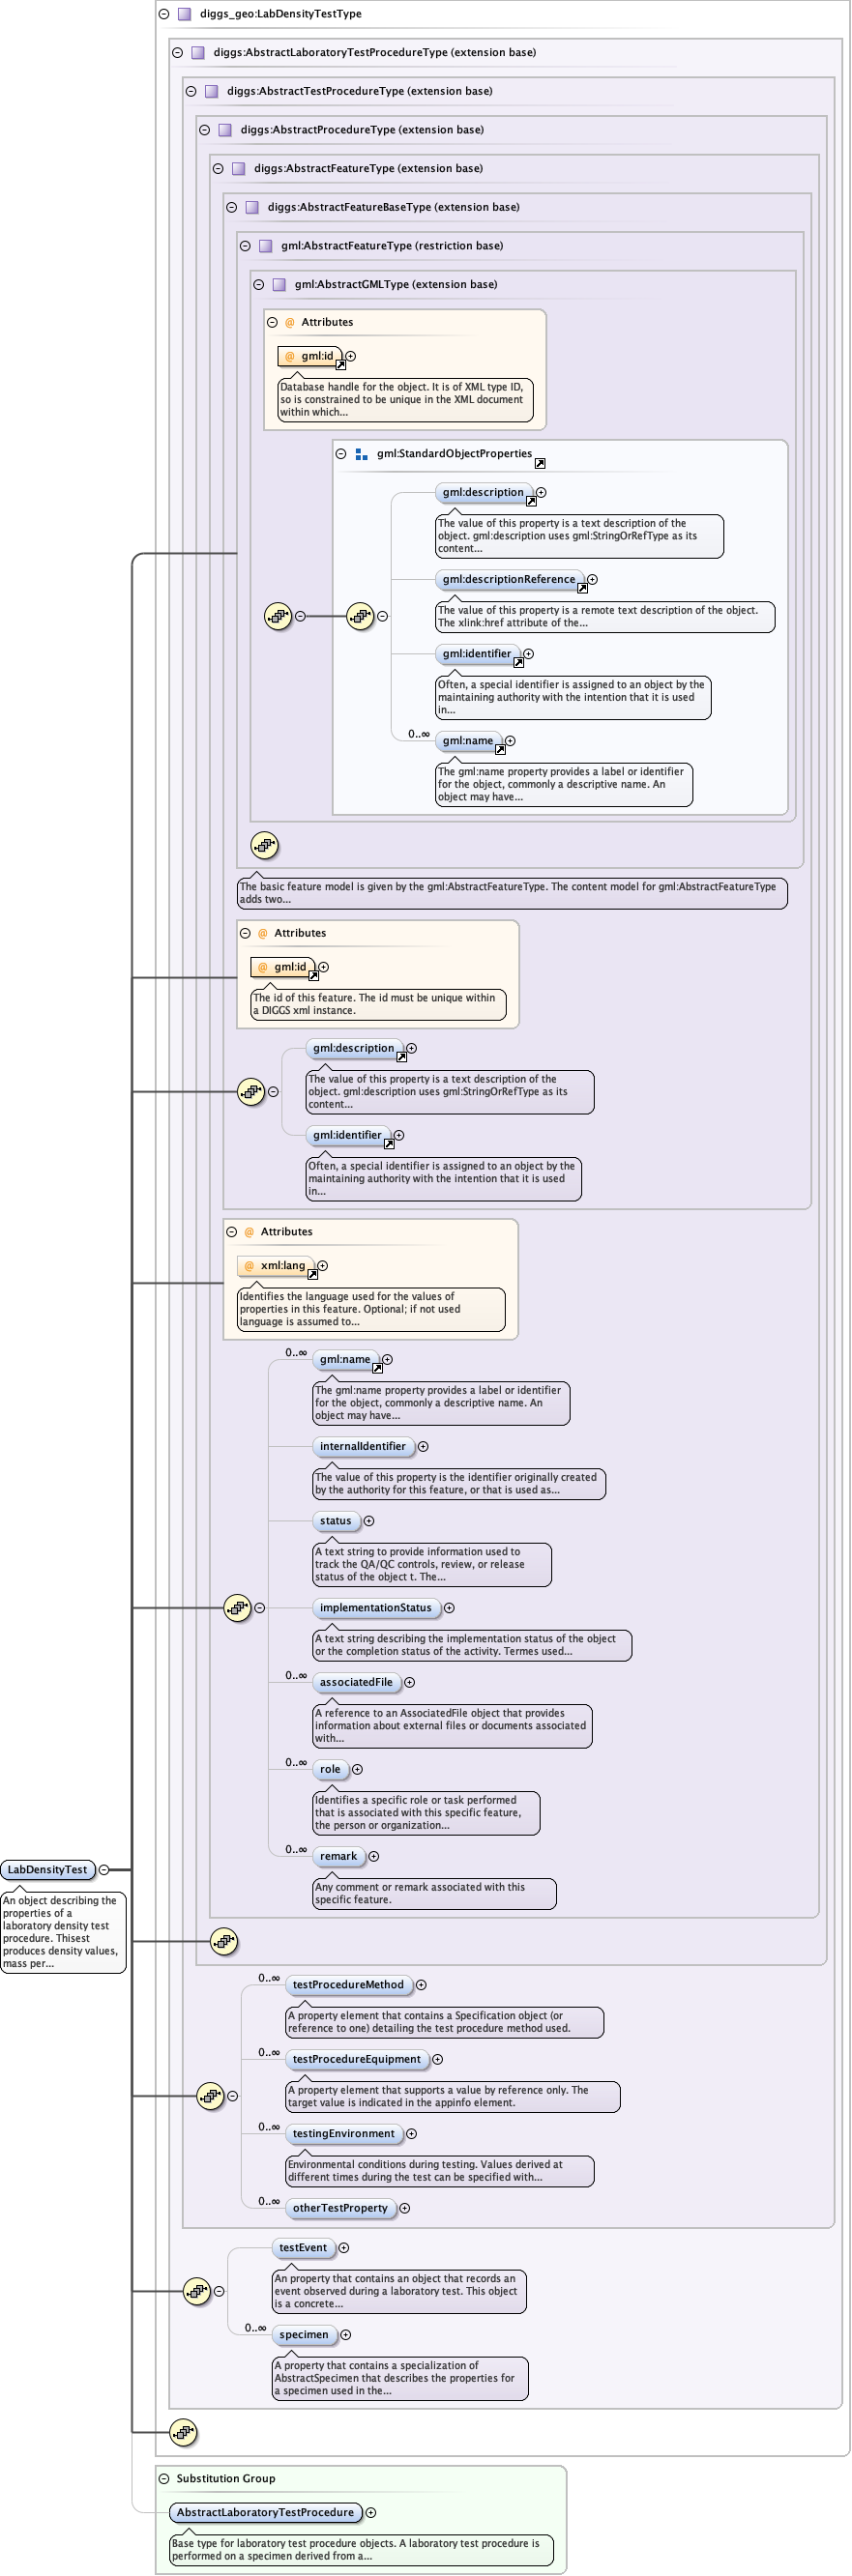 diggs_geo:LabDensityTestType
diggs:AbstractLaboratoryTestProcedureType (extension base)
diggs:AbstractTestProcedureType (extension base)
diggs:AbstractProcedureType (extension base)
diggs:AbstractFeatureType (extension base)
diggs:AbstractFeatureBaseType (extension base)
gml:AbstractFeatureType (restriction base)
gml:AbstractGMLType (extension base)
@ Attributes
@ gml:id
Database handle for the object. It is of XML type ID,
so is constrained to be unique in the XML document
within which...
gml:StandardObjectProperties
gml:description
The value of this property is a text description of the
object. gml:description uses gml:StringOrRefType as its
content...
gml:descriptionReference
The value of this property is a remote text description of the object.
The xlink:href attribute of the...
gml:identifier
Often, a special identifier is assigned to an object by the
maintaining authority with the intention that it is used
in...
0..∞ gml:name
The gml:name property provides a label or identifier
for the object, commonly a descriptive name. An
object may have...
The basic feature model is given by the gml:AbstractFeatureType. The content model for gml:AbstractFeatureType
adds two...
@ Attributes
@ gml:id
The id of this feature. The id must be unique within
a DIGGS xml instance.
gml:description
The value of this property is a text description of the
object. gml:description uses gml:StringOrRefType as its
content...
gml:identifier
Often, a special identifier is assigned to an object by the
maintaining authority with the intention that it is used
in...
@ Attributes
@ xml:lang
Identifies the language used for the values of
properties in this feature. Optional; if not used
language is assumed to...
0..∞ gml:name
The gml:name property provides a label or identifier
for the object, commonly a descriptive name. An
object may have...
internalIdentifier
The value of this property is the identifier originally created
by the authority for this feature, or that is used as...
status
A text string to provide information used to
track the QA/QC controls, review, or release
status of the object t. The...
implementationStatus
A text string describing the implementation status of the object
or the completion status of the activity. Termes used...
0..∞ associatedFile
A reference to an AssociatedFile object that provides
information about external files or documents associated
with...
0..∞ role
Identifies a specific role or task performed
that is associated with this specific feature,
the person or organization...
0..∞ remark
Any comment or remark associated with this
specific feature.
LabDensityTest
An object describing the
properties of a
laboratory density test
procedure. Thisest
produces density values,
mass per...
0..∞ testProcedureMethod
A property element that contains a Specification object (or
reference to one) detailing the test procedure method used.
0..∞ testProcedureEquipment
A property element that supports a value by reference only. The
target value is indicated in the appinfo element.
0..∞ testingEnvironment
Environmental conditions during testing. Values derived at
different times during the test can be specified with...
0..∞ otherTestProperty
testEvent
An property that contains an object that records an
event observed during a laboratory test. This object
is a concrete...
0..∞ specimen
A property that contains a specialization of
AbstractSpecimen that describes the properties for
a specimen used in the...
Substitution Group
AbstractLaboratoryTestProcedure
Base type for laboratory test procedure objects. A laboratory test procedure is
performed on a specimen derived from a...